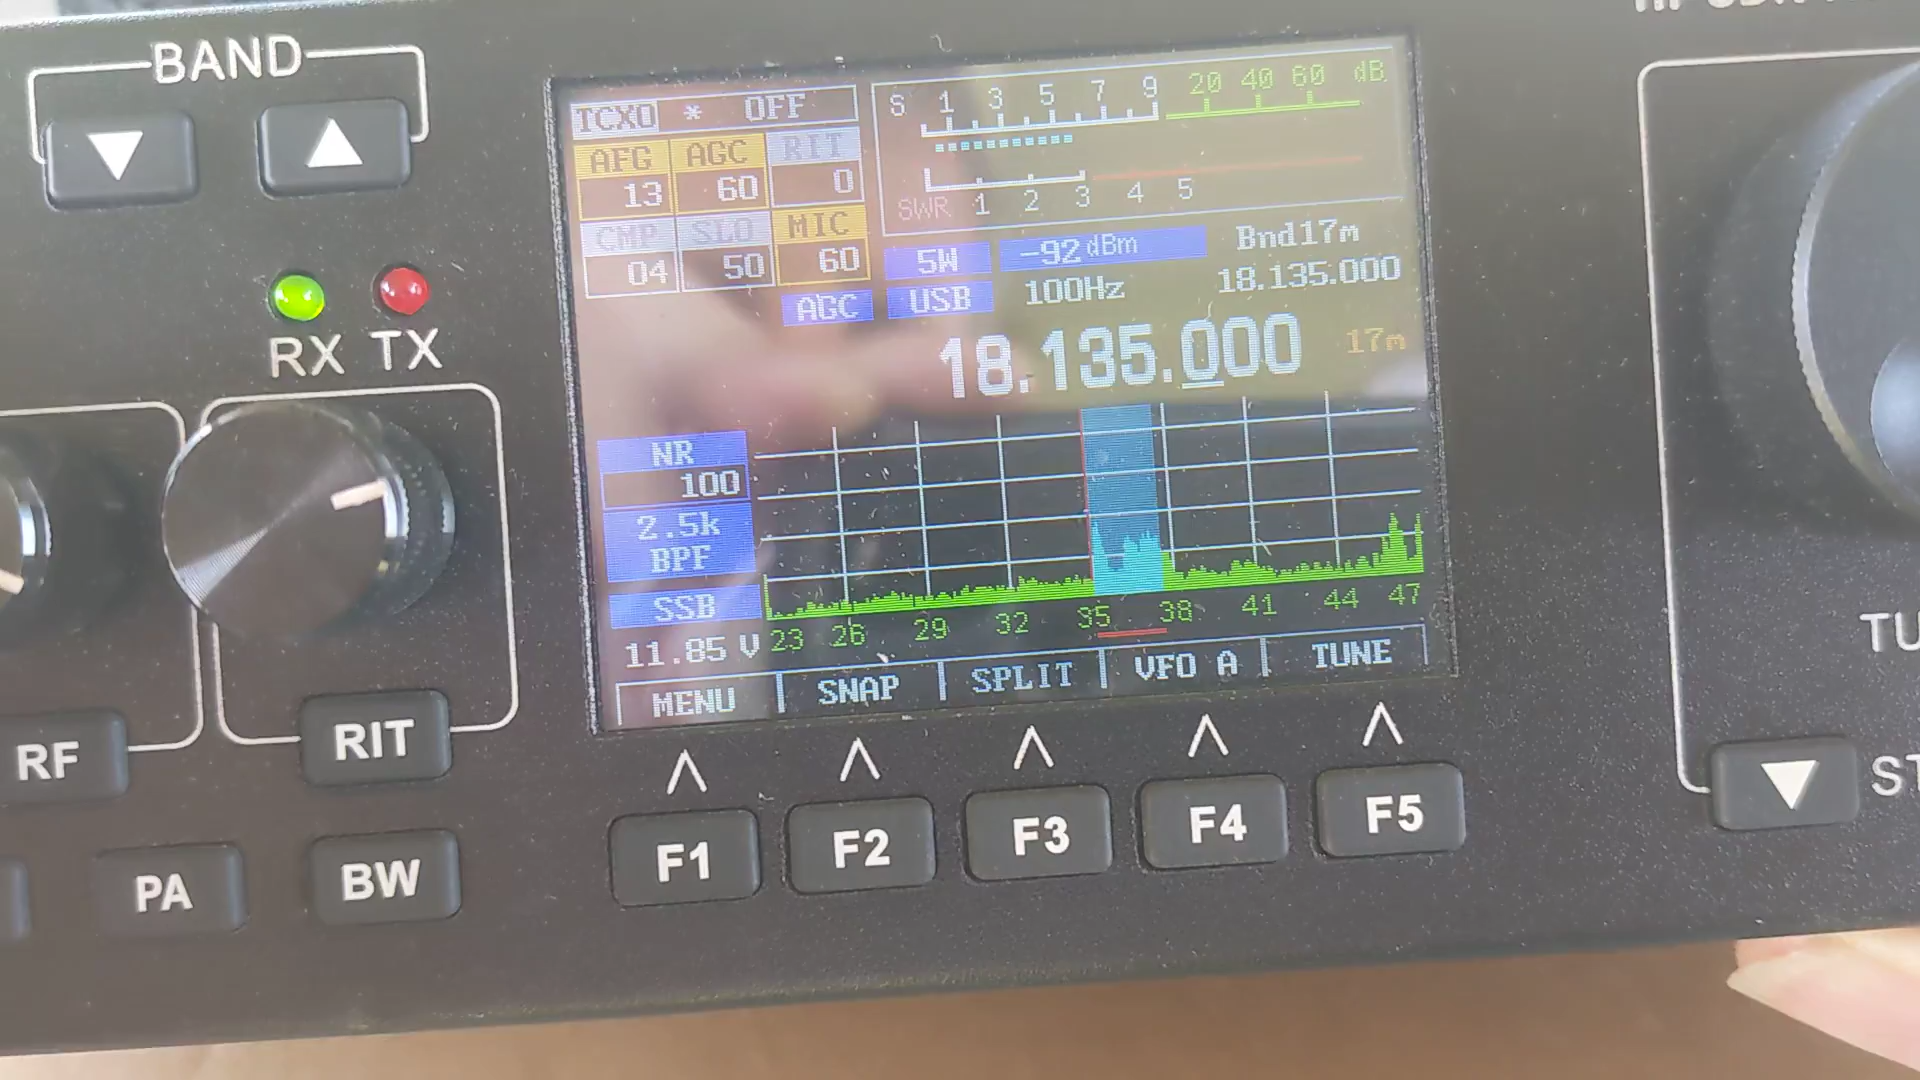 BAND
TCXO * OFF
S 1 3 5 7 9 20 40 60 dB
AFG AGC RIT
13 60 0
SWR 1 2 3 4 5
CMP SLO MIC
04 50 60
5W -92 dBm Bnd17m
AGC USB 100Hz 18.135.000
18.135.000 17m
RX TX
NR
100
2.5k
BPF
SSB
11.85 V 23 26 29 32 35 38 41 44 47
MENU SNAP SPLIT VFO A TUNE
RF RIT
PA BW
F1 F2 F3 F4 F5